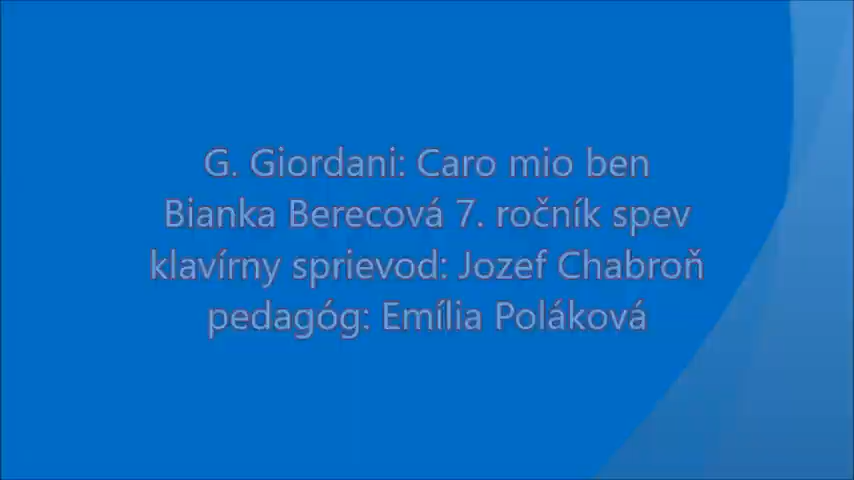 G. Giordani: Caro mio ben
Bianka Berecová 7. ročník spev
klavírny sprievod: Jozef Chabroň
pedagóg: Emília Poláková